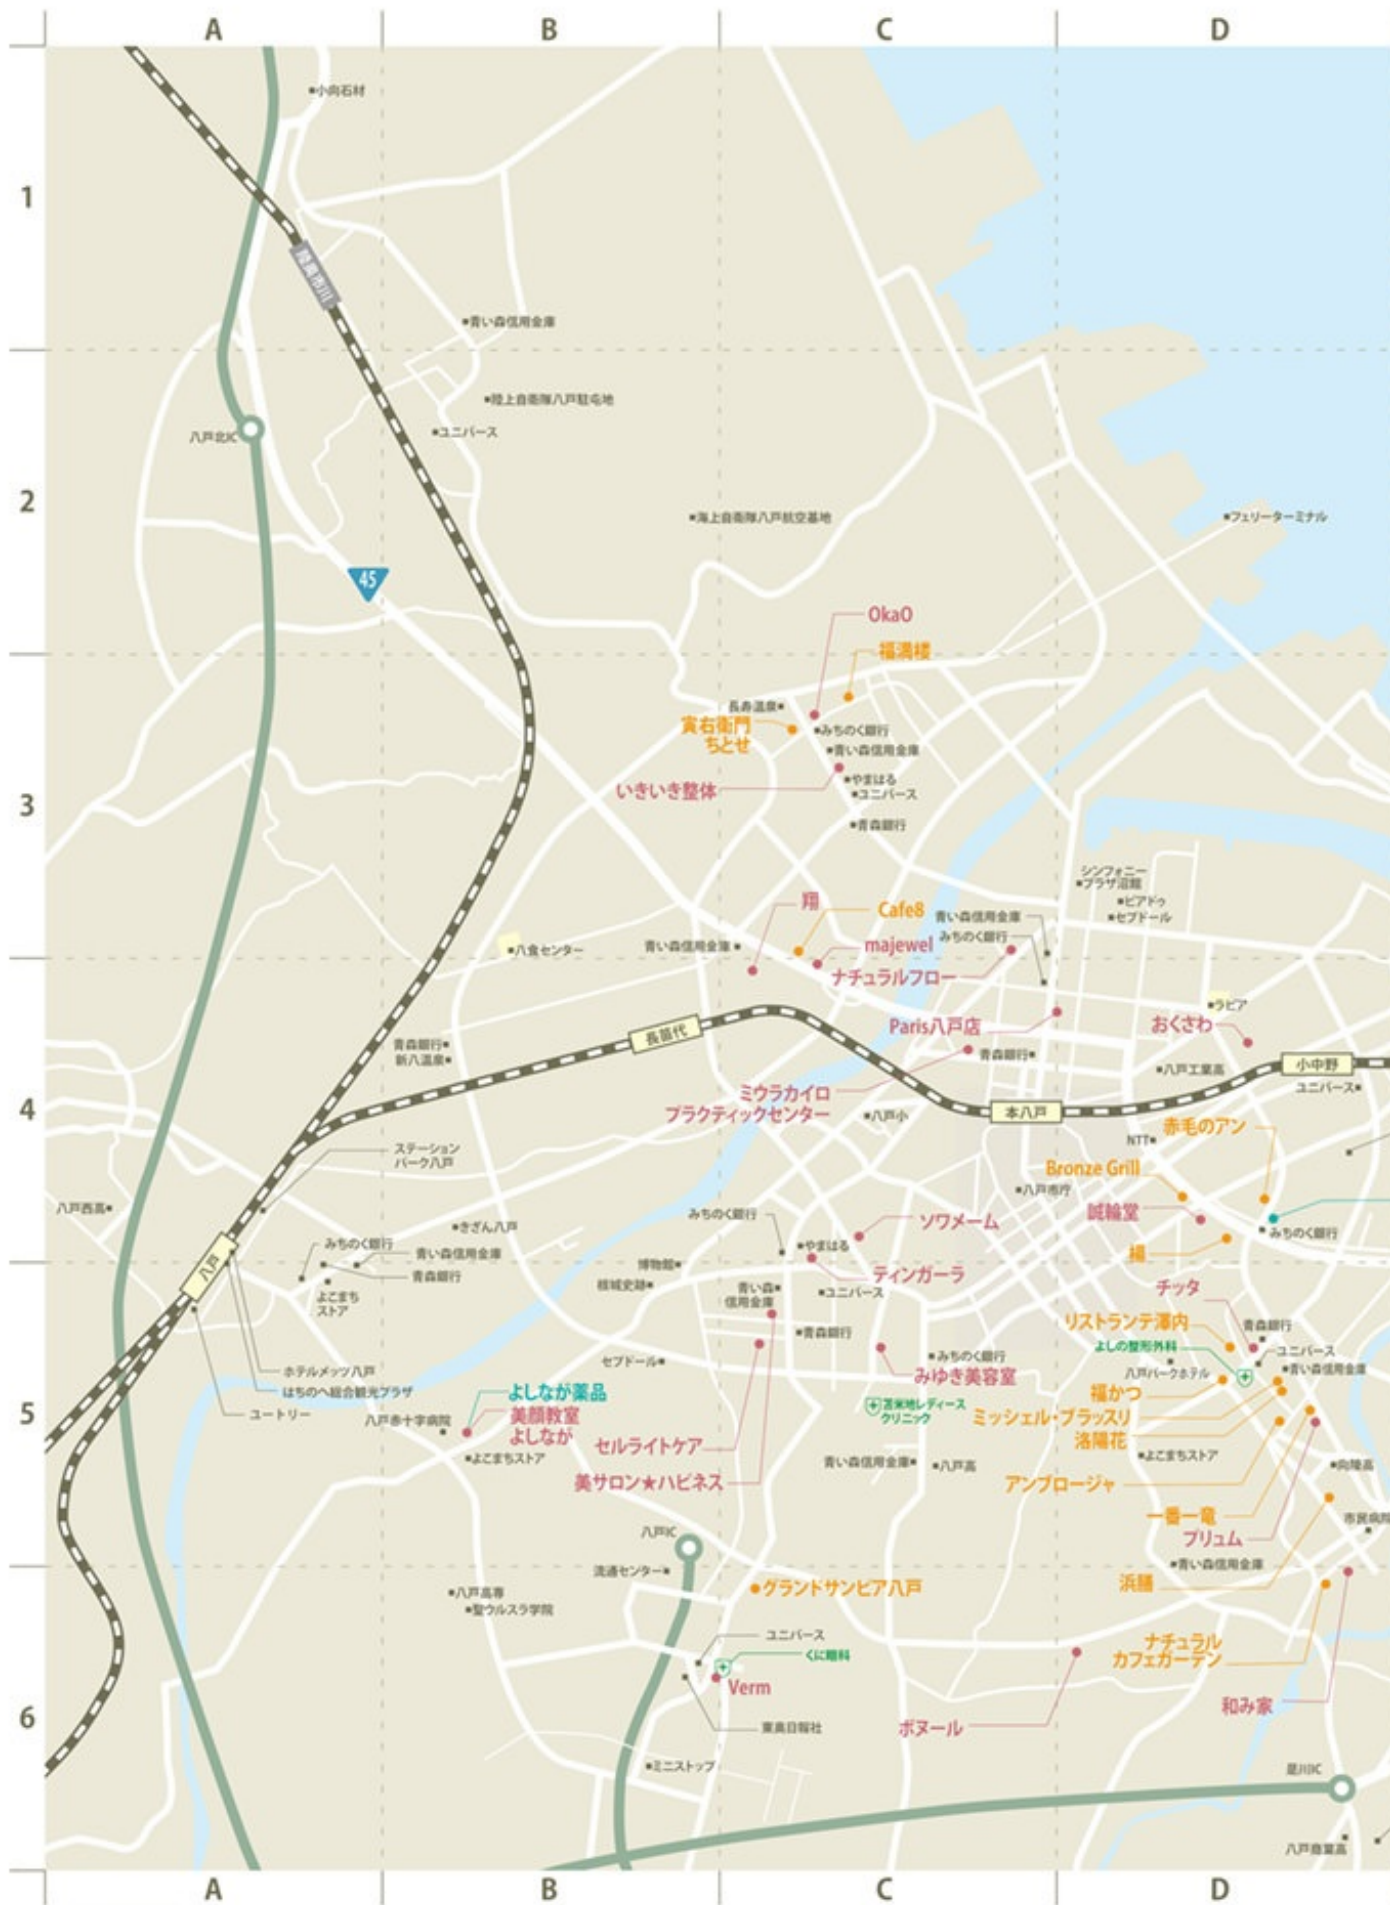 A
B
C
D
1
小向石材
陸奥市川
青い森信用金庫
陸上自衛隊八戸駐屯地
八戸北IC
ユニバース
2
海上自衛隊八戸航空基地
フェリーターミナル
45
OkaO
福満楼
長寿温泉
寅右衛門
ちとせ
みちのく銀行
青い森信用金庫
いきいき整体
やまはる
ユニバース
3
青森銀行
シンフォニー
プラザ沼館
ピアドゥ
セブドール
翔
Cafe8
青い森信用金庫
みちのく銀行
八食センター
青い森信用金庫
majewel
ナチュラルフロー
ラピア
Paris八戸店
おくさわ
長苗代
青森銀行
新八温泉
青森銀行
八戸工業高
小中野
ユニバース
ミウラカイロ
プラクティックセンター
4
八戸小
本八戸
赤毛のアン
NTT
ステーション
パーク八戸
Bronze Grill
八戸市庁
八戸西高
みちのく銀行
ソワメーム
誠輪堂
きざん八戸
みちのく銀行
やまはる
楊
みちのく銀行
青い森信用金庫
八戸
博物館
ティンガーラ
青森銀行
根城史跡
青い森
信用金庫
ユニバース
チッタ
よこまち
ストア
リストランテ澤内
青森銀行
青森銀行
よしの整形外科
ユニバース
セブドール
みちのく銀行
八戸パークホテル
青い森信用金庫
ホテルメッツ八戸
みゆき美容室
はちのへ総合観光プラザ
よしなが薬品
福かつ
ユートリー
美顔教室
よしなが
苫米地レディース
クリニック
ミッシェル・ブラッスリ
5
八戸赤十字病院
洛陽花
セルライトケア
よこまちストア
よこまちストア
青い森信用金庫
八戸高
向陵高
美サロン★ハピネス
アンブロージャ
一番一竜
市民病院
八戸IC
プリュム
流通センター
青い森信用金庫
八戸高専
グランドサンピア八戸
浜膳
聖ウルスラ学院
ユニバース
くに眼科
ナチュラル
カフェガーデン
Verm
和み家
6
東奥日報社
ボヌール
ミニストップ
是川IC
八戸商業高
A
B
C
D